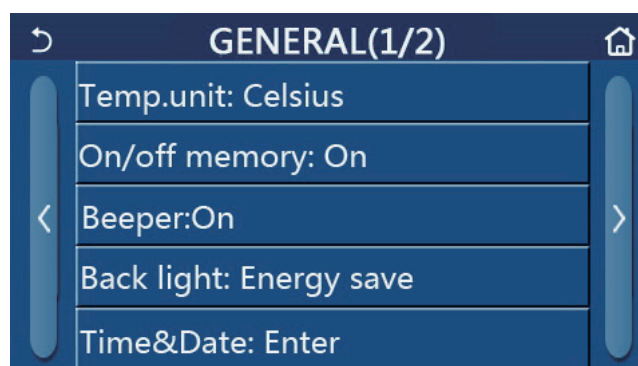 GENERAL(1/2)
Temp.unit: Celsius
On/off memory: On
Beeper:On
Back light: Energy save
Time&Date: Enter